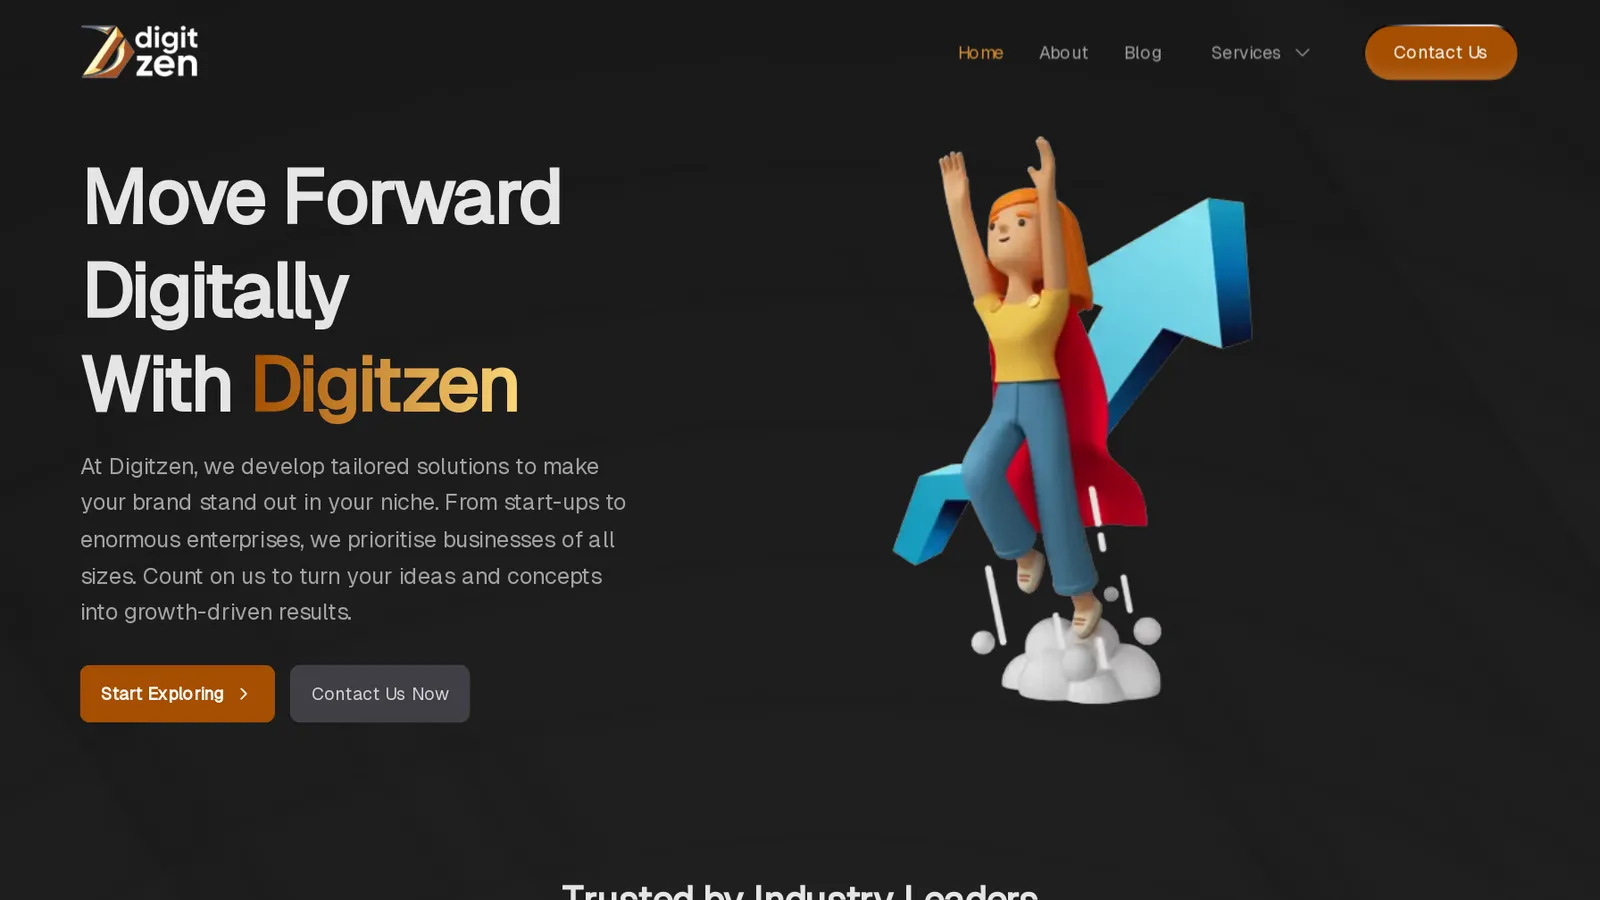 digit
zen
Home
About
Blog
Services
Contact Us
Move Forward
Digitally
With Digitzen
At Digitzen, we develop tailored solutions to make
your brand stand out in your niche. From start-ups to
enormous enterprises, we prioritise businesses of all
sizes. Count on us to turn your ideas and concepts
into growth-driven results.
Start Exploring
Contact Us Now
Trusted by Industry Leaders